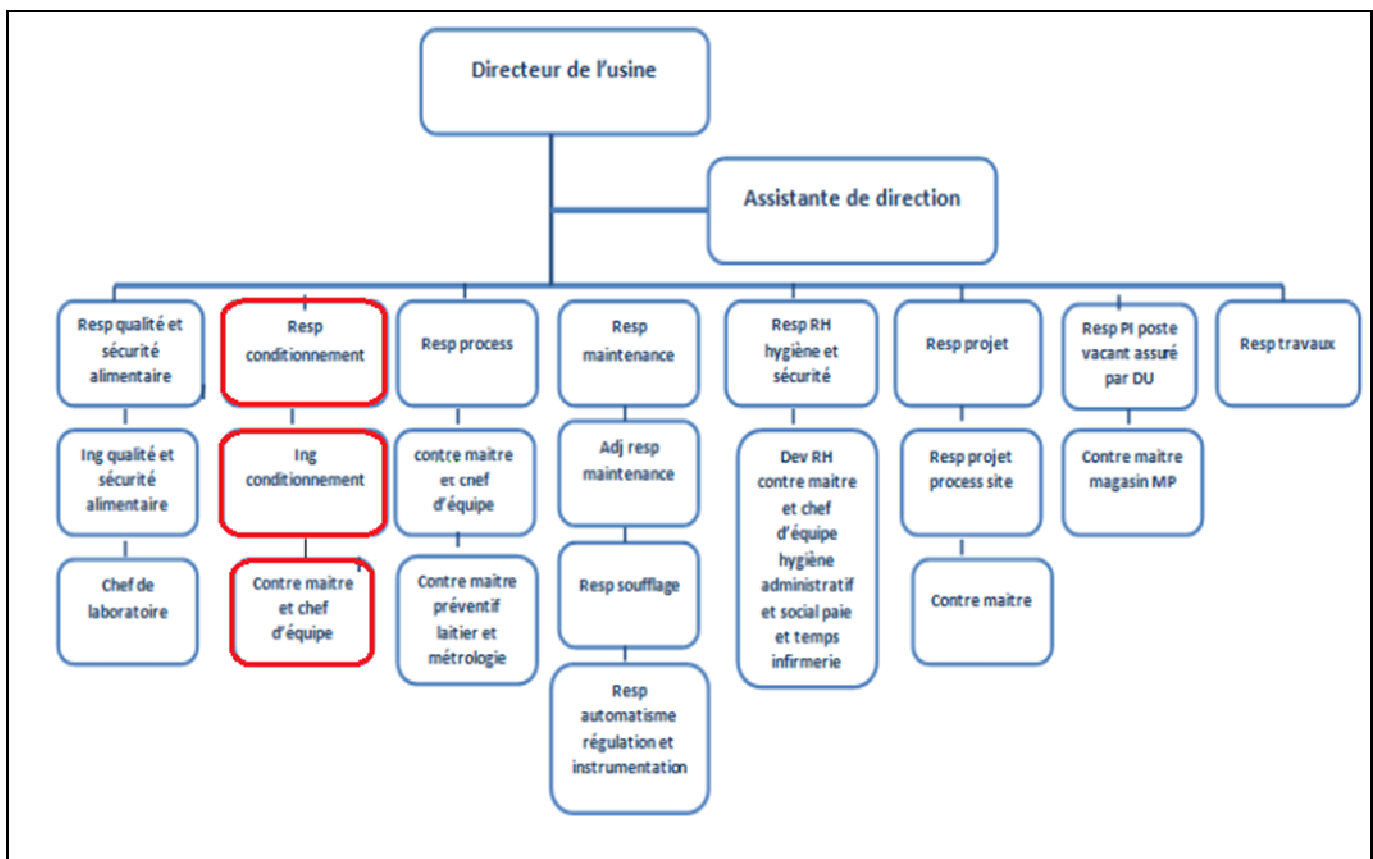 Directeur de l'usine
Assistante de direction
Resp qualité et
sécurité
alimentaire
Resp
conditionnement
Resp process
Resp
maintenance
Resp RH
hygiène et
sécurité
Resp projet
Resp PI poste
vacant assuré
par DU
Resp travaux
Ing qualité et
sécurité
alimentaire
Ing
conditionnement
contre maitre
et chef
d'équipe
Adj resp
maintenance
Dev RH
contre maitre
et chef
d'équipe
hygiène
administratif
et social paie
et temps
infirmerie
Resp projet
process site
Contre maitre
magasin MP
Chef de
laboratoire
Contre maitre
et chef
d'équipe
Contre maitre
préventif
laitier et
métrologie
Resp soufflage
Contre maitre
Resp
automatisme
régulation et
instrumentation